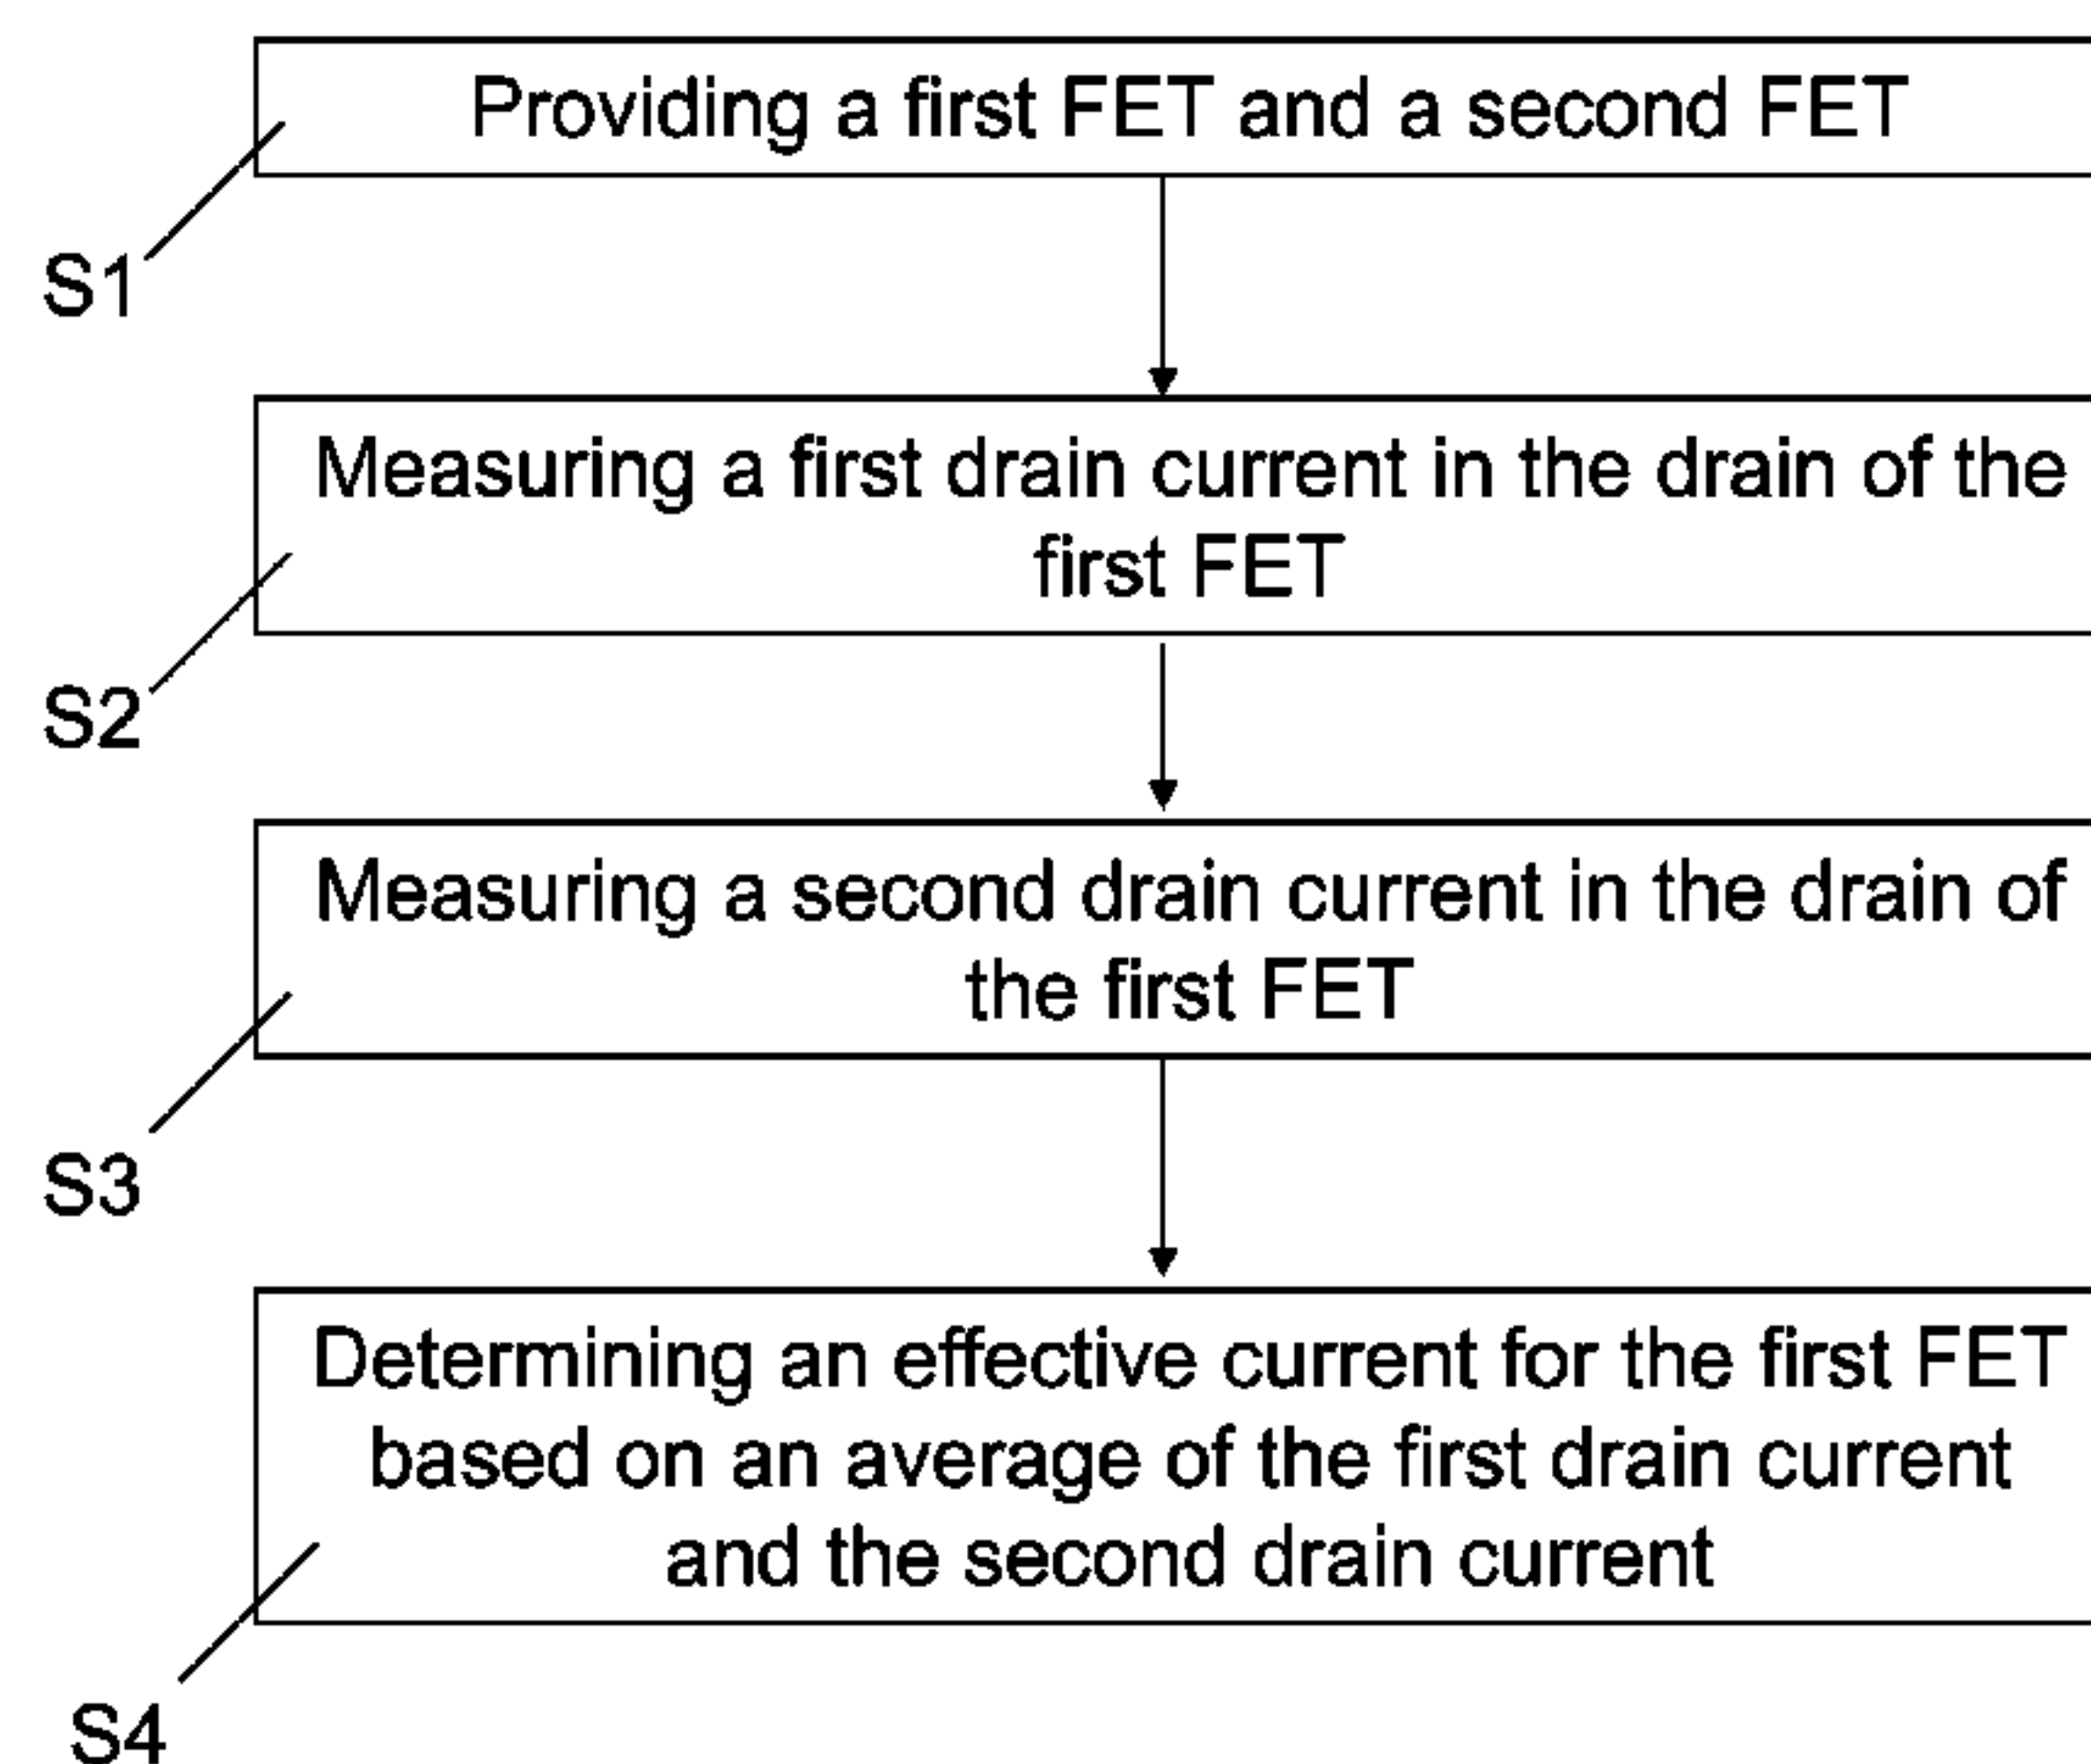 Providing a first FET and a second FET
S1
Measuring a first drain current in the drain of the
first FET
S2
Measuring a second drain current in the drain of
the first FET
S3
Determining an effective current for the first FET
based on an average of the first drain current
and the second drain current
S4